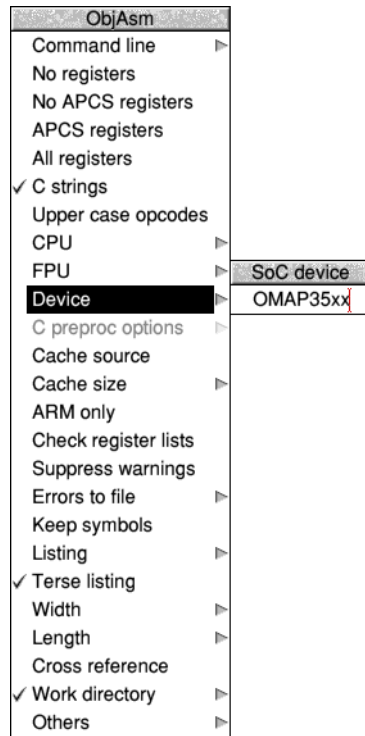 ObjAsm
Command line
No registers
No APCS registers
APCS registers
All registers
✓ C strings
Upper case opcodes
CPU
FPU
Device
SoC device
OMAP35xx
C preproc options
Cache source
Cache size
ARM only
Check register lists
Suppress warnings
Errors to file
Keep symbols
Listing
✓ Terse listing
Width
Length
Cross reference
✓ Work directory
Others